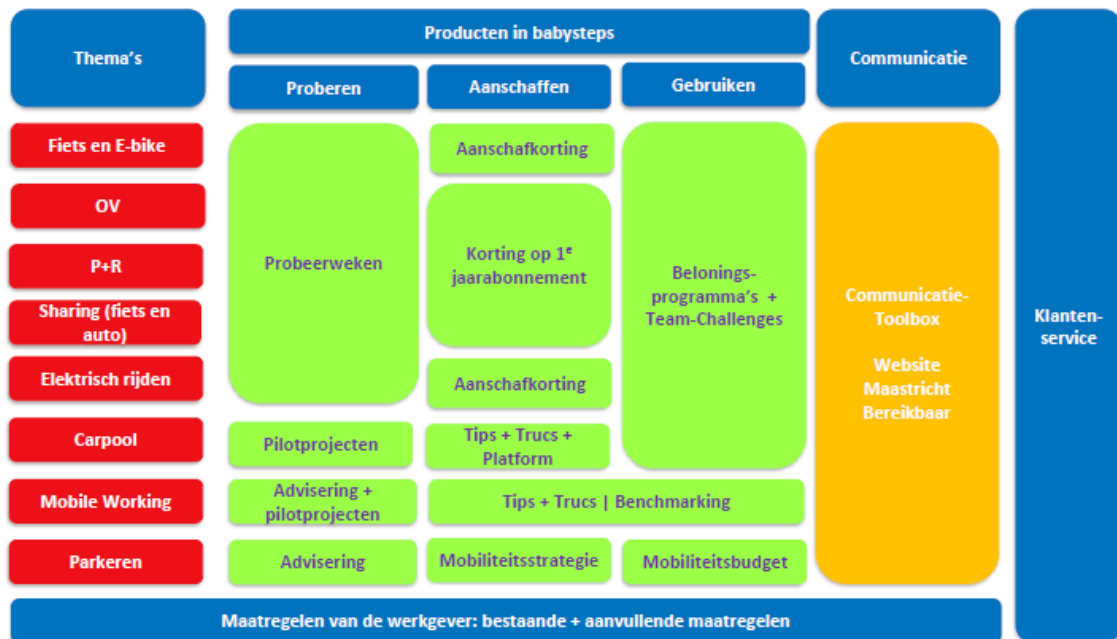 Thema's
Producten in babysteps
Communicatie
Proberen
Aanschaffen
Gebruiken
Fiets en E-bike
OV
P+R
Sharing (fiets en
auto)
Elektrisch rijden
Carpool
Mobile Working
Parkeren
Probeerweken
Pilotprojecten
Advisering +
pilotprojecten
Advisering
Aanschafkorting
Korting op 1e
jaarabonnement
Aanschafkorting
Tips + Trucs +
Platform
Tips + Trucs | Benchmarking
Mobiliteitsstrategie
Belonings-
programma's +
Team-Challenges
Mobiliteitsbudget
Communicatie-
Toolbox
Website
Maastricht
Bereikbaar
Klanten-
service
Maatregelen van de werkgever: bestaande + aanvullende maatregelen